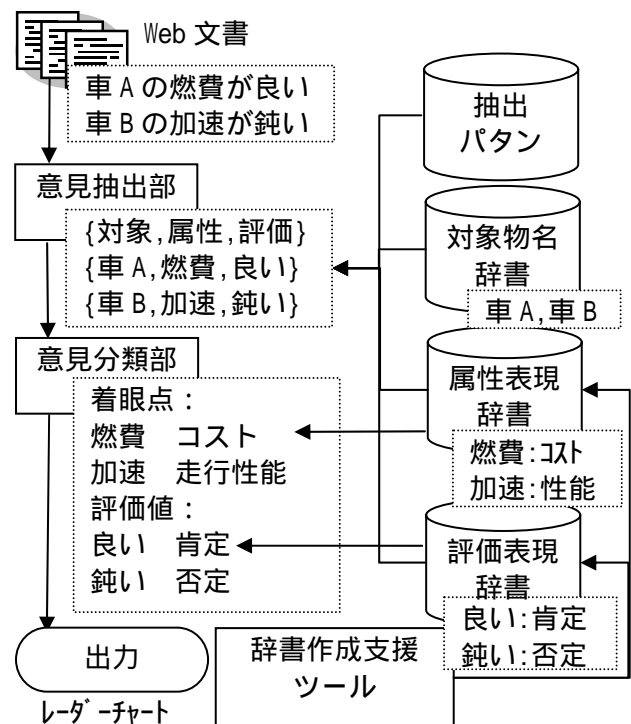 Web 文書
車 A の燃費が良い
車 B の加速が鈍い
抽出
パタン
意見抽出部
{対象,属性,評価}
{車 A,燃費,良い}
{車 B,加速,鈍い}
対象物名
辞書
車 A,車 B
意見分類部
着眼点：
燃費　コスト
加速　走行性能
評価値：
良い　肯定
鈍い　否定
属性表現
辞書
燃費:コスト
加速:性能
評価表現
辞書
良い:肯定
鈍い:否定
出力
レーダーチャート
辞書作成支援
ツール